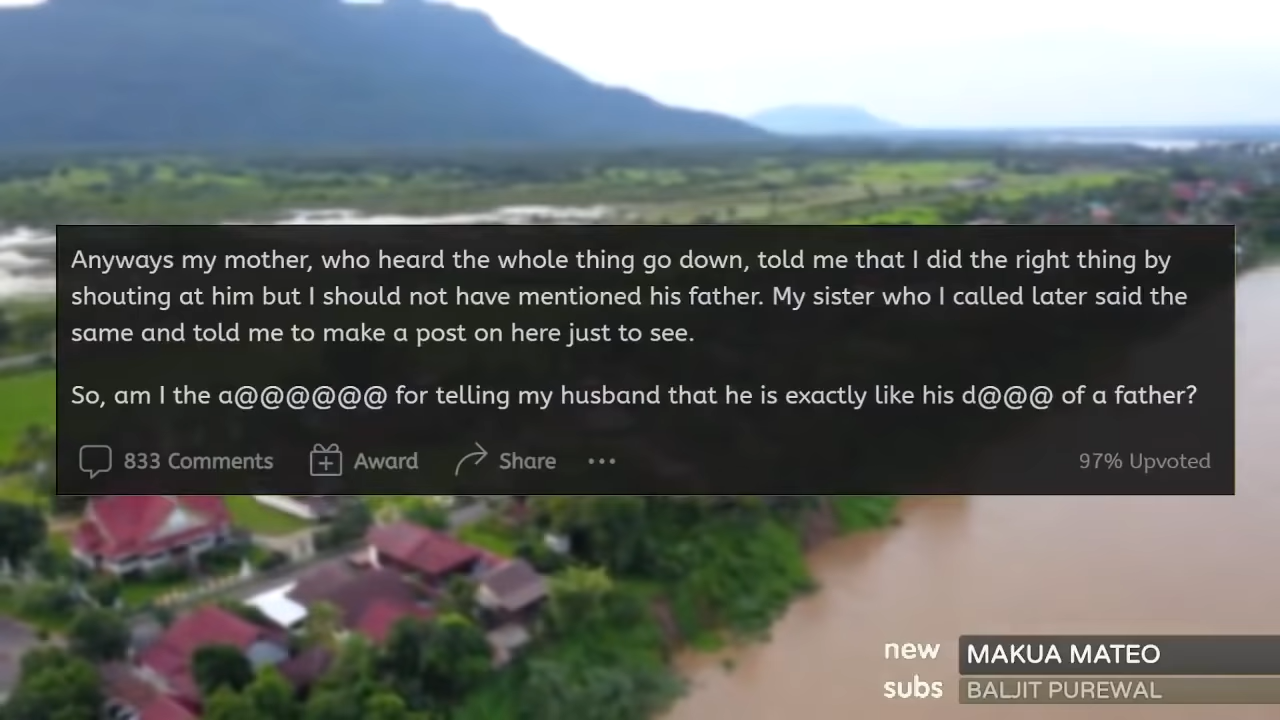 Anyways my mother, who heard the whole thing go down, told me that I did the right thing by
shouting at him but I should not have mentioned his father. My sister who I called later said the
same and told me to make a post on here just to see.
So, am I the a@@@@@@ for telling my husband that he is exactly like his d@@@ of a father?
833 Comments Award Share ••• 97% Upvoted
new MAKUA MATEO
subs BALJIT PUREWAL